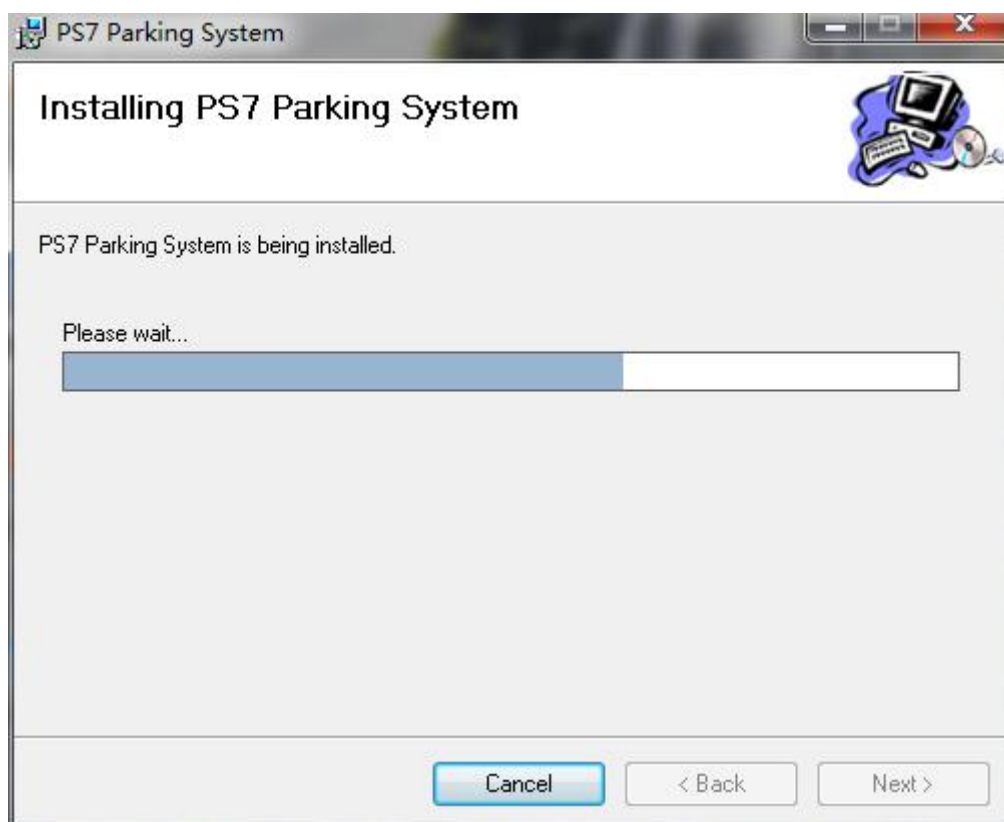 PS7 Parking System
Installing PS7 Parking System
PS7 Parking System is being installed.
Please wait...
Cancel
< Back
Next >